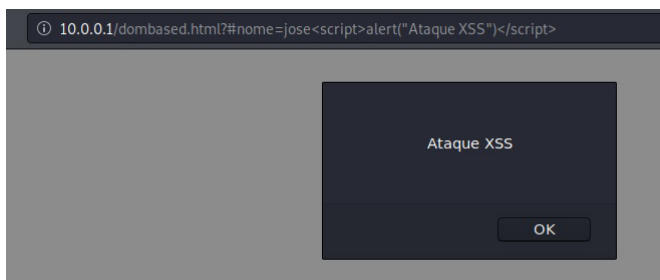 10.0.0.1/dombased.html?#nome=jose<script>alert("Ataque XSS")</script>
Ataque XSS
OK